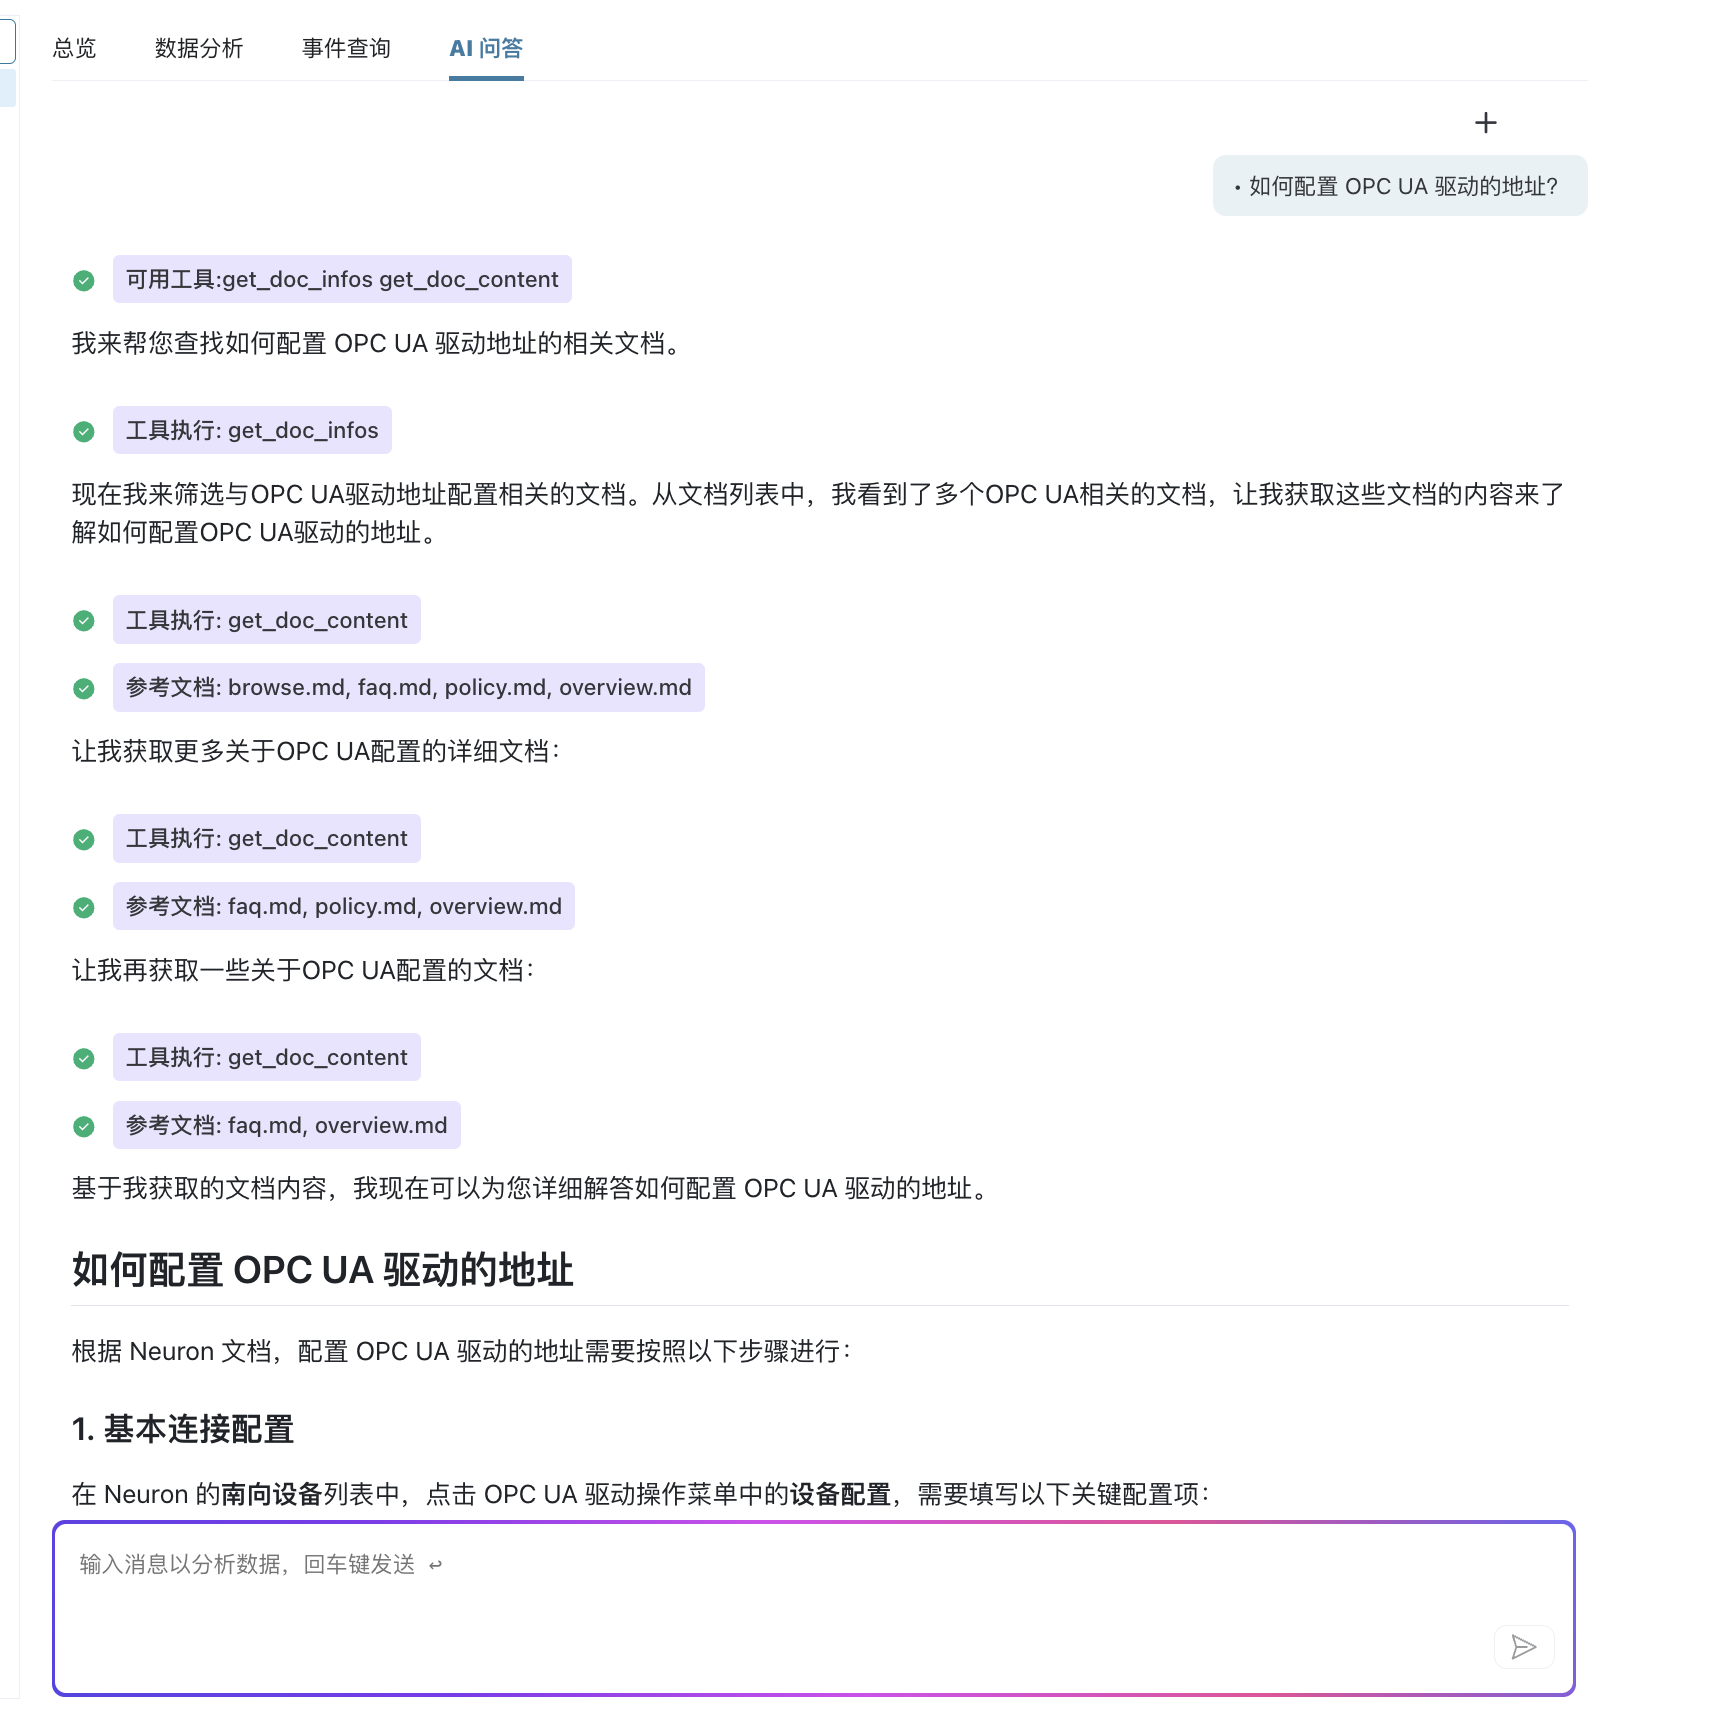 总览 数据分析 事件查询 AI 问答
• 如何配置 OPC UA 驱动的地址?
可用工具:get_doc_infos get_doc_content
我来帮您查找如何配置 OPC UA 驱动地址的相关文档。
工具执行: get_doc_infos
现在我来筛选与OPC UA驱动地址配置相关的文档。从文档列表中，我看到了多个OPC UA相关的文档，让我获取这些文档的内容来了
解如何配置OPC UA驱动的地址。
工具执行: get_doc_content
参考文档: browse.md, faq.md, policy.md, overview.md
让我获取更多关于OPC UA配置的详细文档：
工具执行: get_doc_content
参考文档: faq.md, policy.md, overview.md
让我再获取一些关于OPC UA配置的文档：
工具执行: get_doc_content
参考文档: faq.md, overview.md
基于我获取的文档内容，我现在可以为您详细解答如何配置 OPC UA 驱动的地址。
如何配置 OPC UA 驱动的地址
根据 Neuron 文档，配置 OPC UA 驱动的地址需要按照以下步骤进行：
1. 基本连接配置
在 Neuron 的南向设备列表中，点击 OPC UA 驱动操作菜单中的设备配置，需要填写以下关键配置项：
输入消息以分析数据，回车键发送 ↩